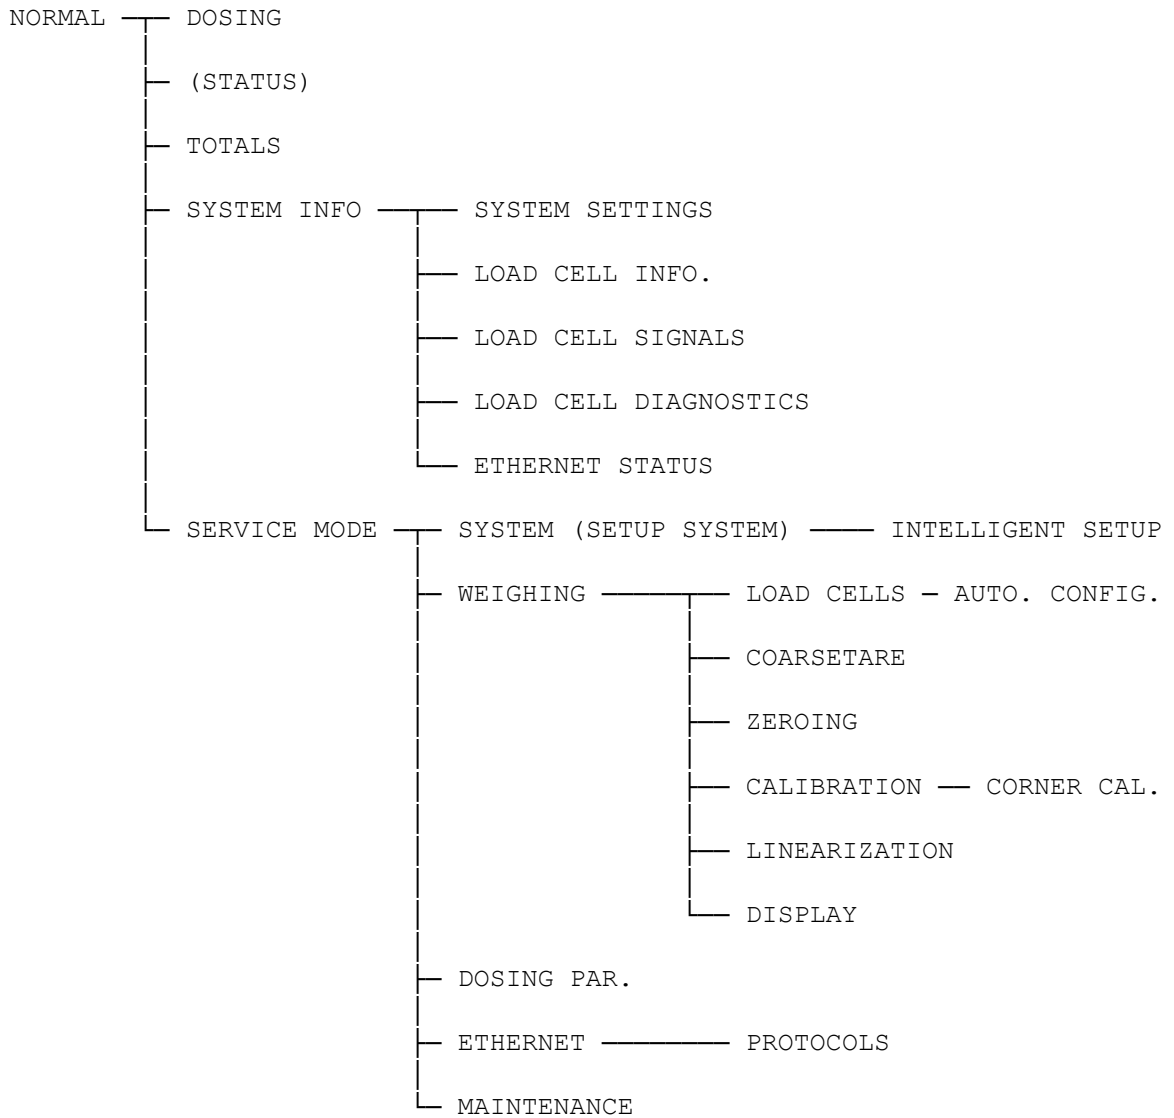 NORMAL DOSING
(STATUS)
TOTALS
SYSTEM INFO SYSTEM SETTINGS
LOAD CELL INFO.
LOAD CELL SIGNALS
LOAD CELL DIAGNOSTICS
ETHERNET STATUS
SERVICE MODE SYSTEM (SETUP SYSTEM) INTELLIGENT SETUP
WEIGHING LOAD CELLS AUTO. CONFIG.
COARSETARE
ZEROING
CALIBRATION CORNER CAL.
LINEARIZATION
DISPLAY
DOSING PAR.
ETHERNET PROTOCOLS
MAINTENANCE